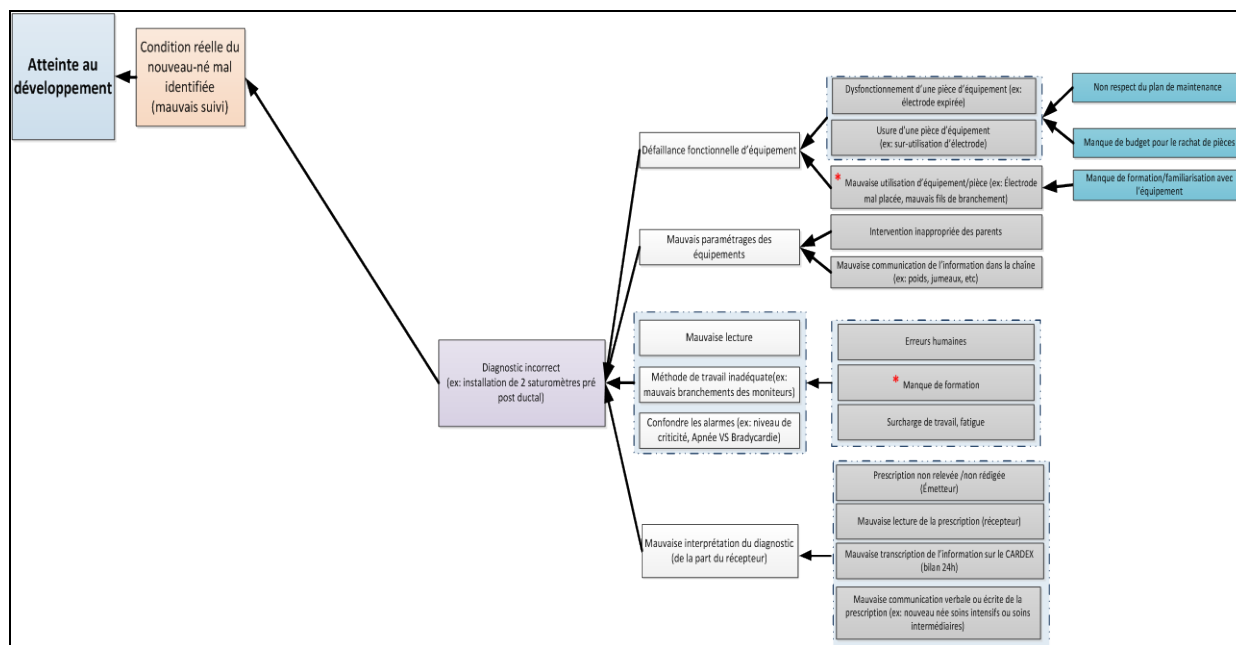 Atteinte au
développement
Condition réelle du
nouveau-né mal
identifiée
(mauvais suivi)
Diagnostic incorrect
(ex: installation de 2 saturomètres pré
post ductal)
Défaillance fonctionnelle d'équipement
Mauvais paramétrages des
équipements
Mauvaise lecture
Méthode de travail inadéquate(ex:
mauvais branchements des moniteurs)
Confondre les alarmes (ex: niveau de
criticité, Apnée VS Bradycardie)
Mauvaise interprétation du diagnostic
(de la part du récepteur)
Dysfonctionnement d'une pièce d'équipement (ex:
électrode expirée)
Usure d'une pièce d'équipement
(ex: sur-utilisation d'électrode)
* Mauvaise utilisation d'équipement/pièce (ex: Électrode
mal placée, mauvais fils de branchement)
Intervention inappropriée des parents
Mauvaise communication de l'information dans la chaîne
(ex: poids, jumeaux, etc)
Erreurs humaines
* Manque de formation
Surcharge de travail, fatigue
Prescription non relevée /non rédigée
(Émetteur)
Mauvaise lecture de la prescription (récepteur)
Mauvaise transcription de l'information sur le CARDEX
(bilan 24h)
Mauvaise communication verbale ou écrite de la
prescription (ex: nouveau née soins intensifs ou soins
intermédiaires)
Non respect du plan de maintenance
Manque de budget pour le rachat de pièces
Manque de formation/familiarisation avec
l'équipement